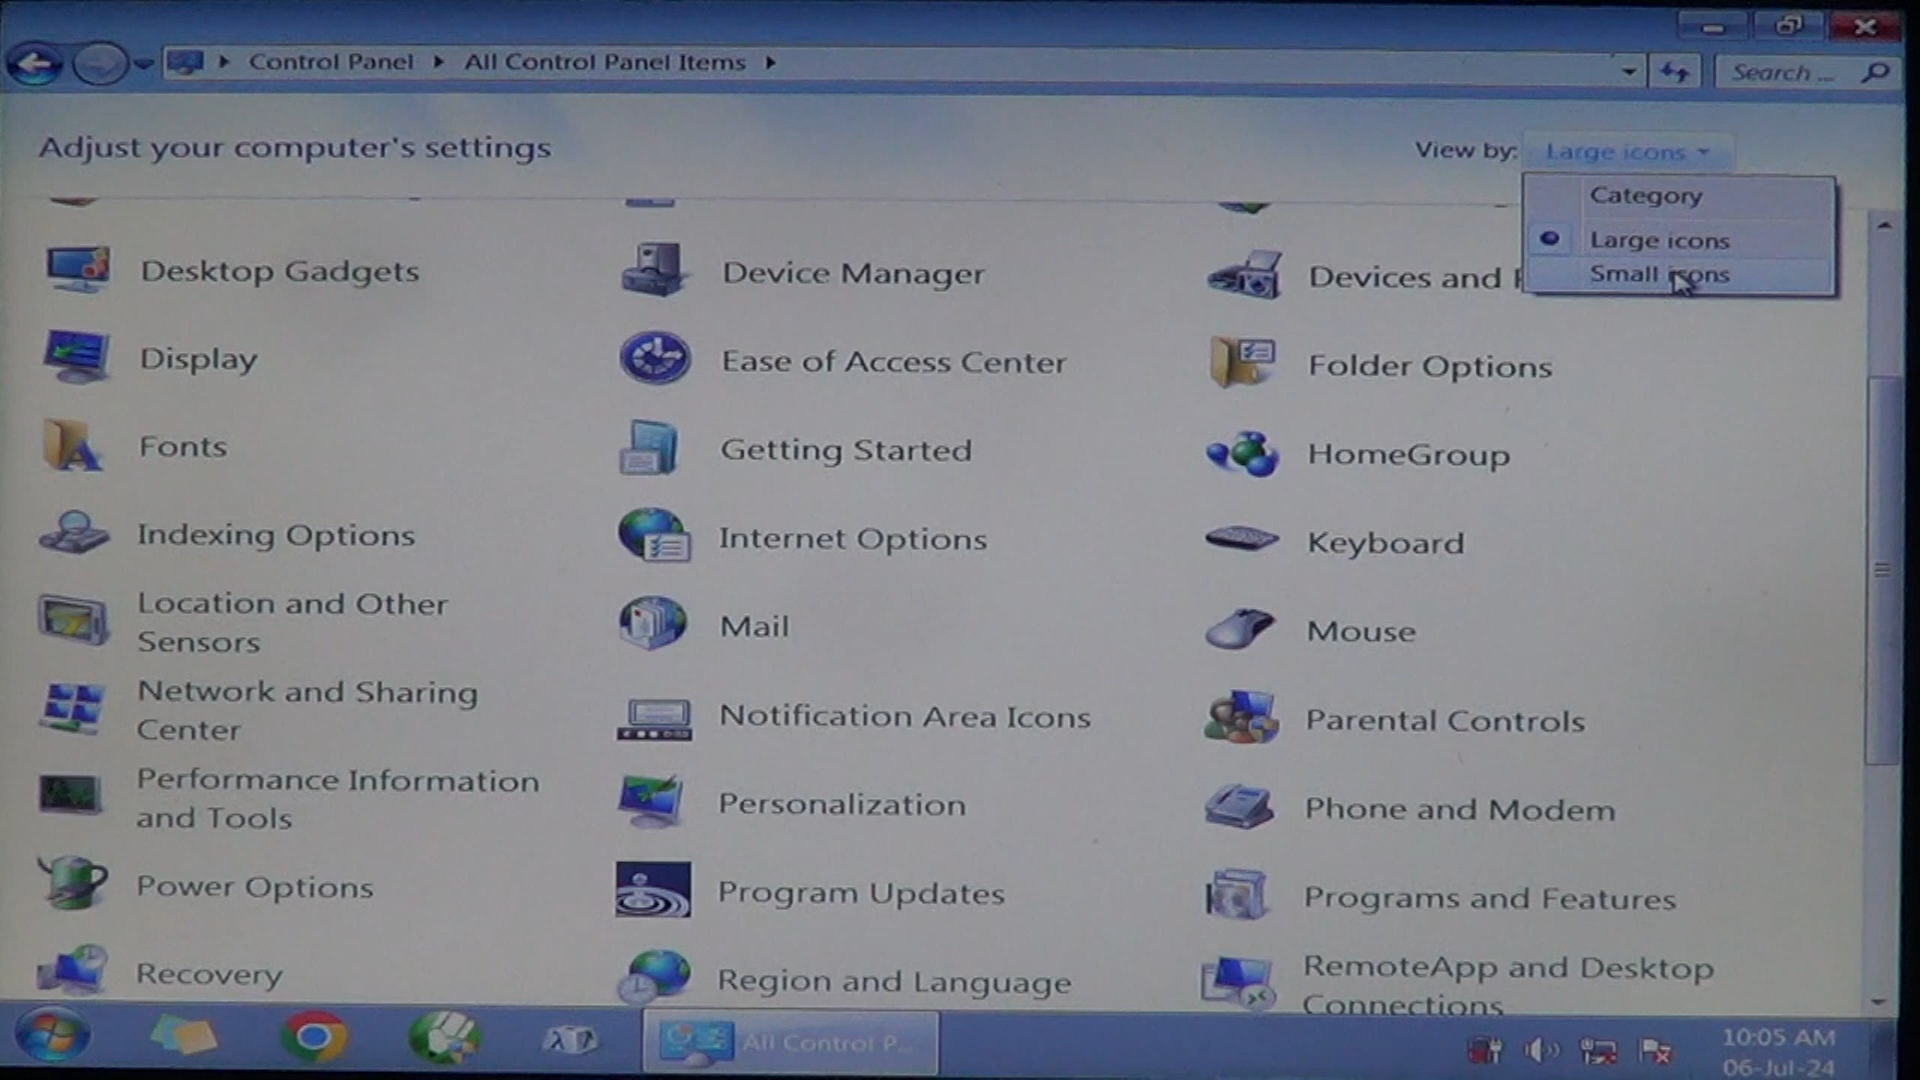 Control Panel
All Control Panel Items
Search ...
Adjust your computer's settings
View by:
Large icons
Category
Large icons
Small icons
Desktop Gadgets
Device Manager
Devices and
Display
Ease of Access Center
Folder Options
Fonts
Getting Started
HomeGroup
Indexing Options
Internet Options
Keyboard
Location and Other
Sensors
Mail
Mouse
Network and Sharing
Center
Notification Area Icons
Parental Controls
Performance Information
and Tools
Personalization
Phone and Modem
Power Options
Program Updates
Programs and Features
Recovery
Region and Language
RemoteApp and Desktop
Connections
All Control P...
10:05 AM
06-Jul-24